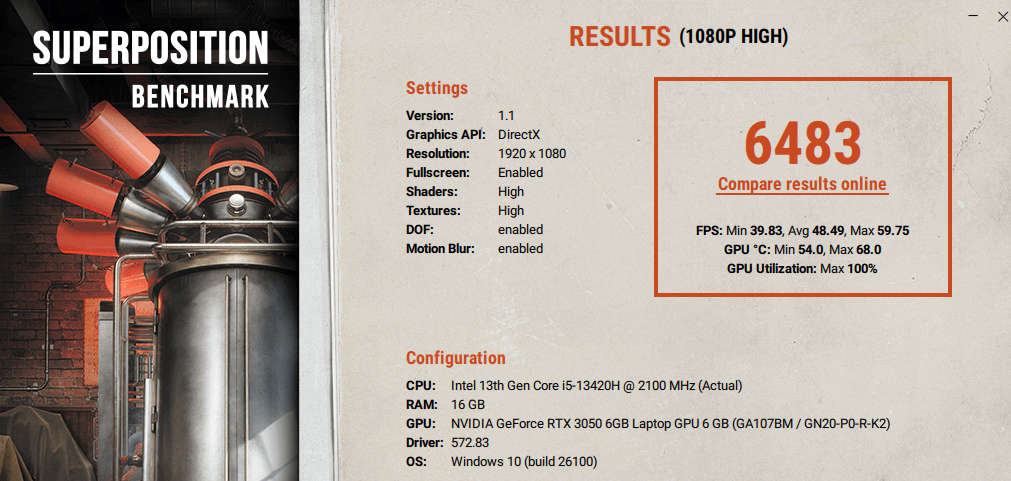 SUPERPOSITION
BENCHMARK
RESULTS (1080P HIGH)
Settings
Version: 1.1
Graphics API: DirectX
Resolution: 1920 x 1080
Fullscreen: Enabled
Shaders: High
Textures: High
DOF: enabled
Motion Blur: enabled
6483
Compare results online
FPS: Min 39.83, Avg 48.49, Max 59.75
GPU °C: Min 54.0, Max 68.0
GPU Utilization: Max 100%
Configuration
CPU: Intel 13th Gen Core i5-13420H @ 2100 MHz (Actual)
RAM: 16 GB
GPU: NVIDIA GeForce RTX 3050 6GB Laptop GPU 6 GB (GA107BM / GN20-P0-R-K2)
Driver: 572.83
OS: Windows 10 (build 26100)